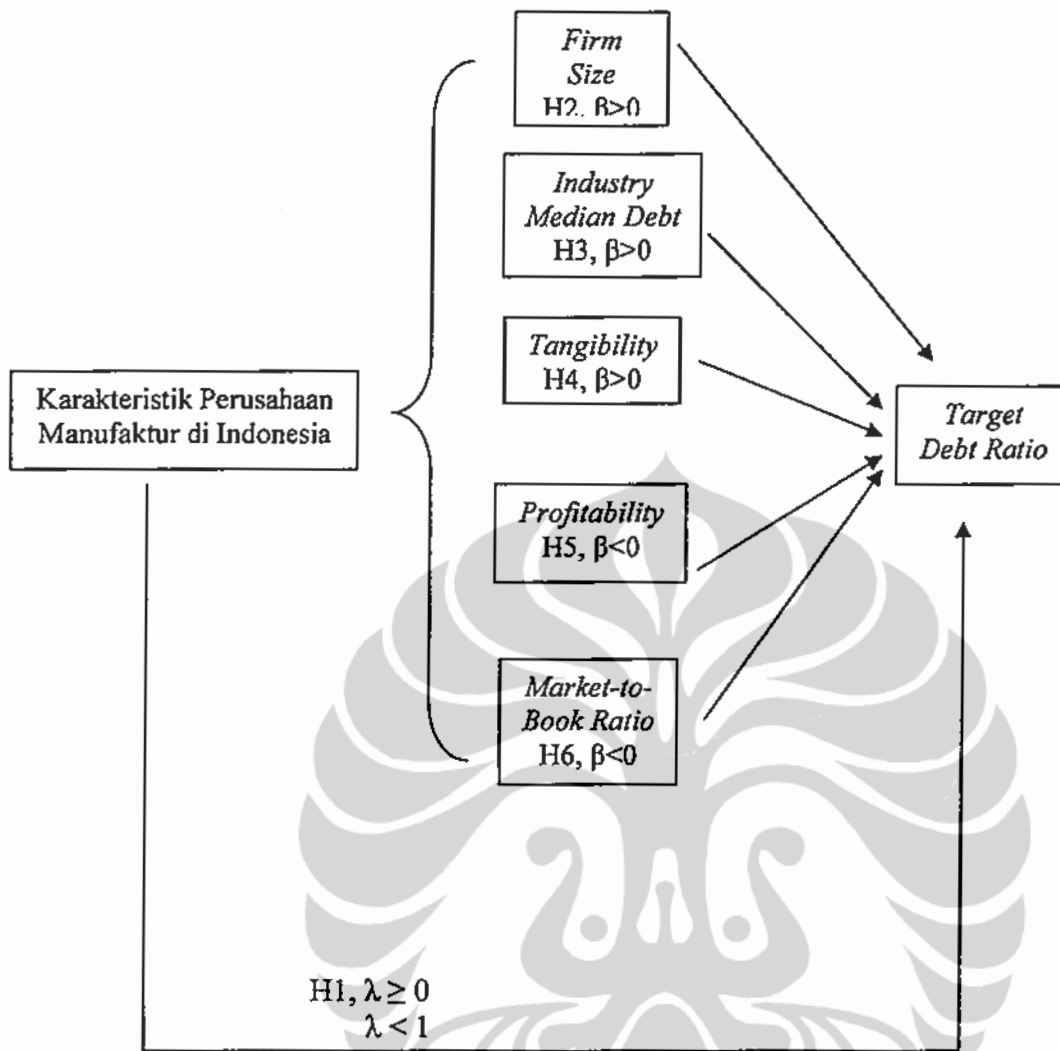 Firm
Size
H2, β>0
Industry
Median Debt
H3, β>0
Tangibility
H4, β>0
Karakteristik Perusahaan
Manufaktur di Indonesia
Target
Debt Ratio
Profitability
H5, β<0
Market-to-
Book Ratio
H6, β<0
H1, λ ≥ 0
λ < 1